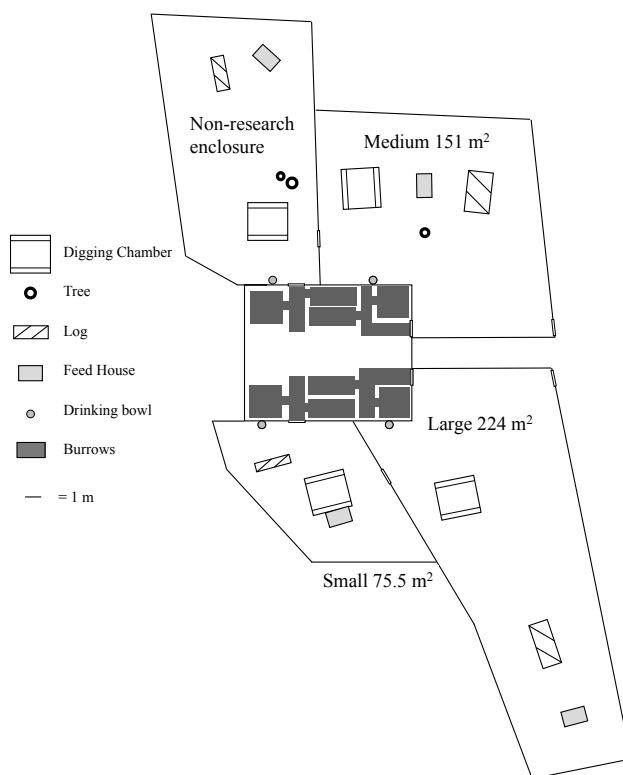 Non-research
enclosure
Medium 151 m²
Digging Chamber
Tree
Log
Feed House
Drinking bowl
Burrows
= 1 m
Large 224 m²
Small 75.5 m²